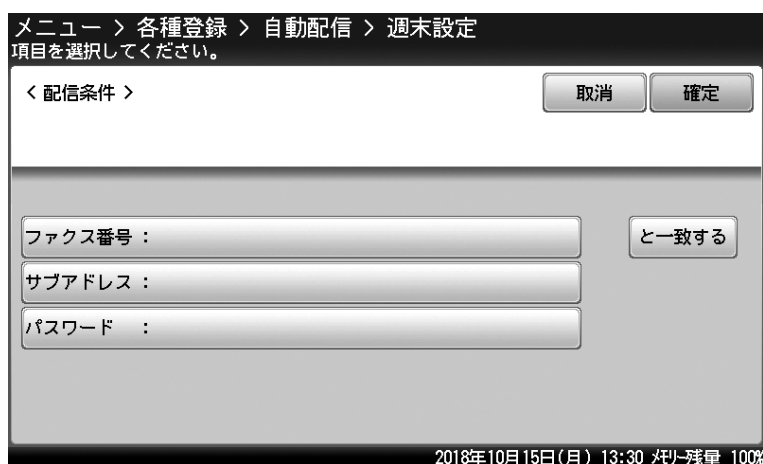 メニュー > 各種登録 > 自動配信 > 週末設定
項目を選択してください。
< 配信条件 >
取消
確定
ファクス番号：
と一致する
サブアドレス：
パスワード　：
2018年10月15日(月) 13:30 ﾒﾓﾘｰ残量 100%